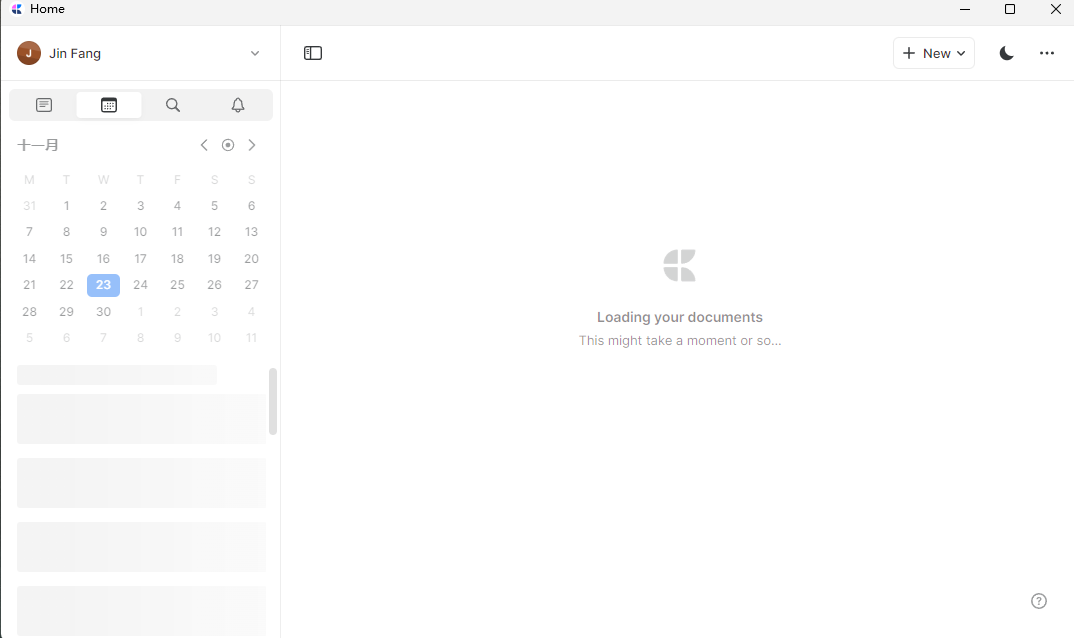 Home
J Jin Fang
New
十一月
M T W T F S S
31 1 2 3 4 5 6
7 8 9 10 11 12 13
14 15 16 17 18 19 20
21 22 23 24 25 26 27
28 29 30 1 2 3 4
5 6 7 8 9 10 11
Loading your documents
This might take a moment or so...
?